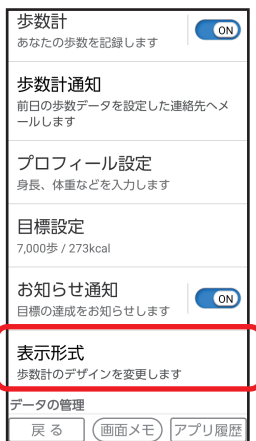 歩数計
あなたの歩数を記録します
ON
歩数計通知
前日の歩数データを設定した連絡先へメ
ールします
プロフィール設定
身長、体重などを入力します
目標設定
7,000歩 / 273kcal
お知らせ通知
目標の達成をお知らせします
ON
表示形式
歩数計のデザインを変更します
データの管理
戻る
画面メモ
アプリ履歴